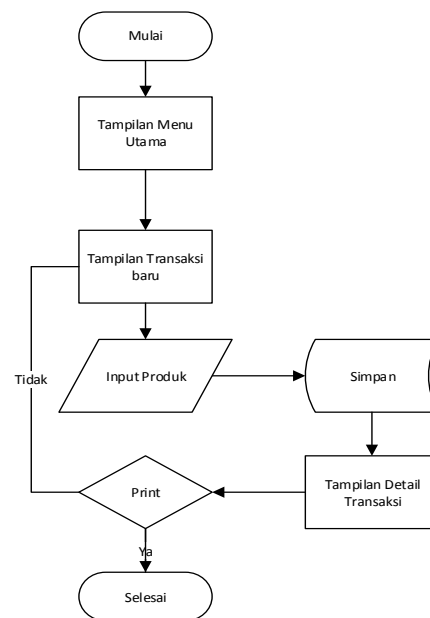 Mulai
Tampilan Menu
Utama
Tampilan Transaksi
baru
Input Produk
Simpan
Tidak
Print
Tampilan Detail
Transaksi
Ya
Selesai